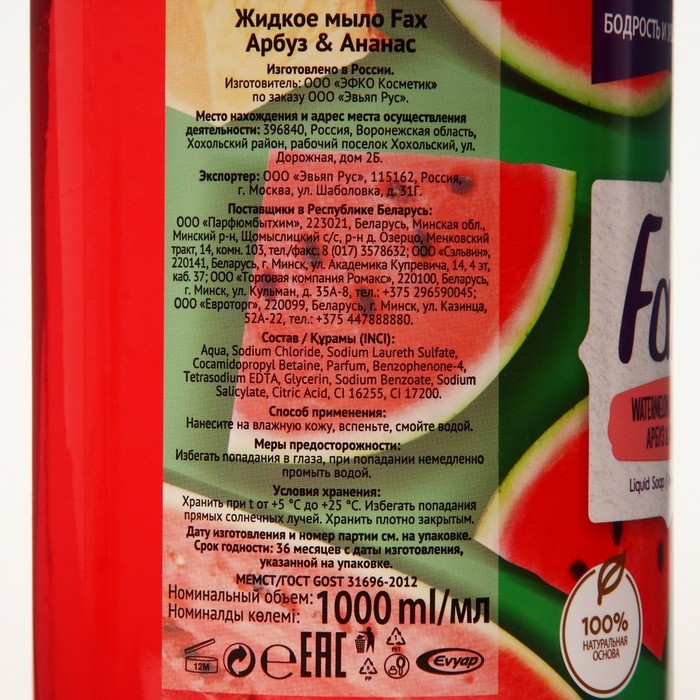 Жидкое мыло Fax
Арбуз & Ананас
Изготовлено в России.
Изготовитель: ООО «ЭФКО Косметик»
по заказу ООО «Эвьяп Рус».
Место нахождения и адрес места осуществления
деятельности: 396840, Россия, Воронежская область,
Хохольский район, рабочий поселок Хохольский, ул.
Дорожная, дом 2Б.
Экспортер: ООО «Эвьяп Рус», 115162, Россия,
г. Москва, ул. Шаболовка, д. 31Г.
Поставщики в Республике Беларусь:
ООО «Парфюмбытхим», 223021, Беларусь, Минская обл.,
Минский р-н, Щомыслицкий с/с, р-н д. Озерцо, Менковский
тракт, 14, комн. 103, тел./факс 8 (017) 3578632; ООО «Сэльвин»,
220141, Беларусь, г. Минск, ул. Академика Купревича, 14, 4 эт,
каб. 37; ООО «Торговая компания Ромакс», 220100, Беларусь,
г. Минск, ул. Кульман, д. 35А-8, тел.: +375 296590045;
ООО «Евроторг», 220099, Беларусь, г. Минск, ул. Казинца,
52А-22, тел.: +375 447888880.
Состав / Құрамы (INCI):
Aqua, Sodium Chloride, Sodium Laureth Sulfate,
Cocamidopropyl Betaine, Parfum, Benzophenone-4,
Tetrasodium EDTA, Glycerin, Sodium Benzoate, Sodium
Salicylate, Citric Acid, CI 16255, CI 17200.
Способ применения:
Нанесите на влажную кожу, вспеньте, смойте водой.
Меры предосторожности:
Избегать попадания в глаза, при попадании немедленно
промыть водой.
Условия хранения:
Хранить при t от +5 °С до +25 °С. Избегать попадания
прямых солнечных лучей. Хранить плотно закрытым.
Дату изготовления и номер партии см. на упаковке.
Срок годности: 36 месяцев с даты изготовления,
указанной на упаковке.
МЕМСТ/ГОСТ GOST 31696-2012
Номинальный объем:
Номиналды көлемі: 1000 ml/мл
12M
e EAC
PP
PET
Evyap
БОДРОСТЬ И
Fa
WATERMELON
АРБУЗ
Liquid Soap
100%
НАТУРАЛЬНАЯ
ОСНОВА